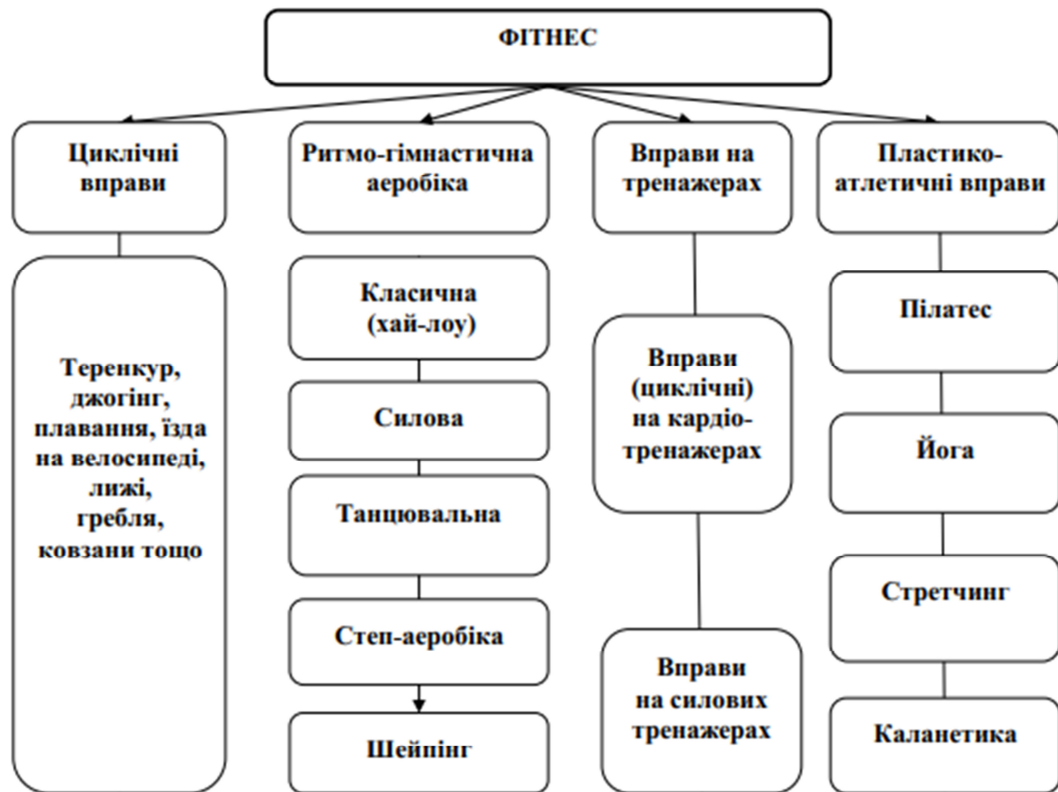 ФІТНЕС
Циклічні
вправи
Ритмо-гімнастична
аеробіка
Вправи на
тренажерах
Пластико-
атлетичні вправи
Теренкур,
джогінг,
плавання, їзда
на велосипеді,
лижі,
гребля,
ковзани тощо
Класична
(хай-лоу)
Силова
Танцювальна
Степ-аеробіка
Шейпінг
Вправи
(циклічні)
на кардіо-
тренажерах
Вправи
на силових
тренажерах
Пілатес
Йога
Стретчинг
Каланетика